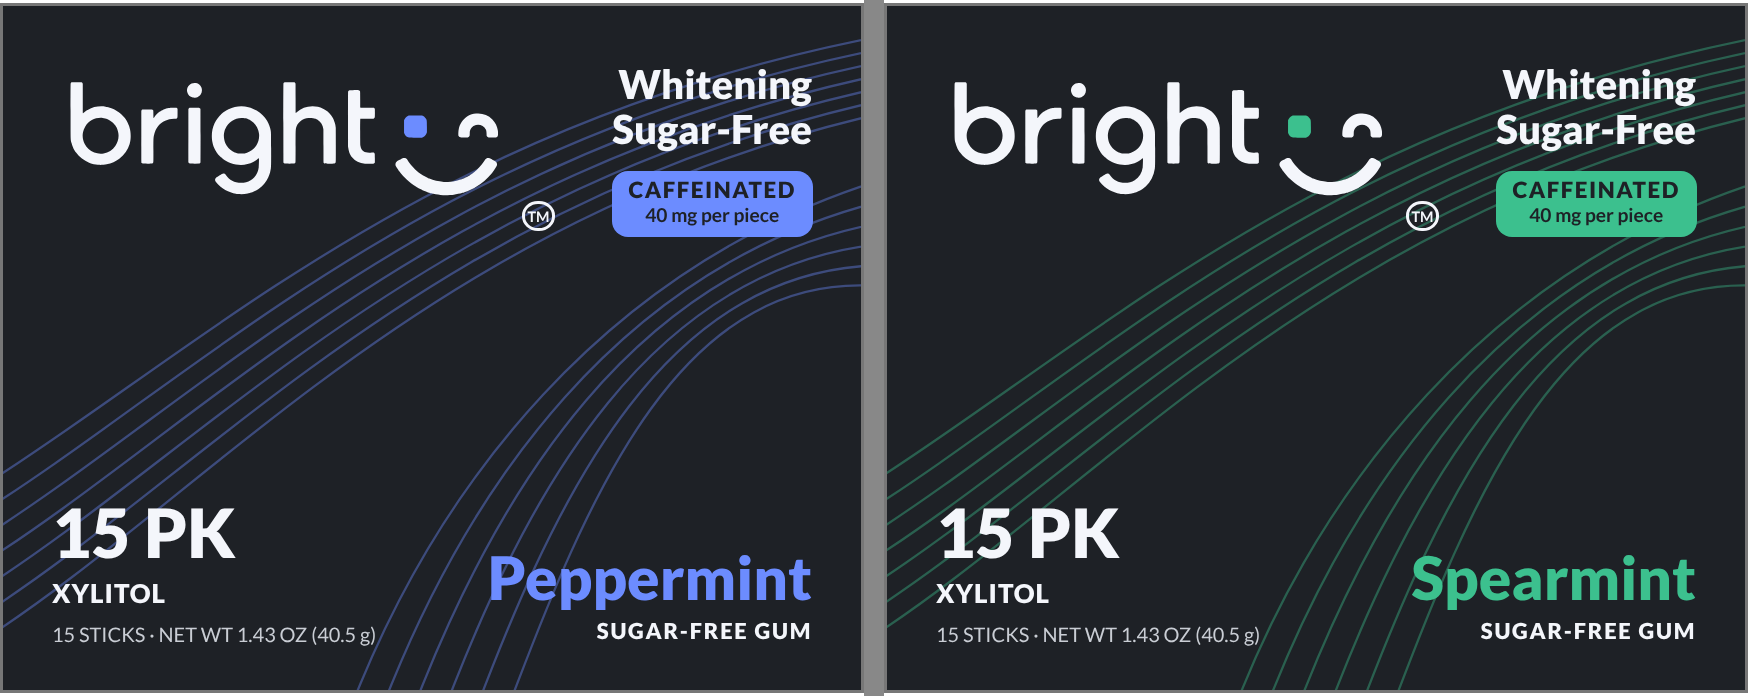 bright
TM
Whitening
Sugar-Free
CAFFEINATED
40 mg per piece
15 PK
XYLITOL
15 STICKS · NET WT 1.43 OZ (40.5 g)
Peppermint
SUGAR-FREE GUM
bright
TM
Whitening
Sugar-Free
CAFFEINATED
40 mg per piece
15 PK
XYLITOL
15 STICKS · NET WT 1.43 OZ (40.5 g)
Spearmint
SUGAR-FREE GUM